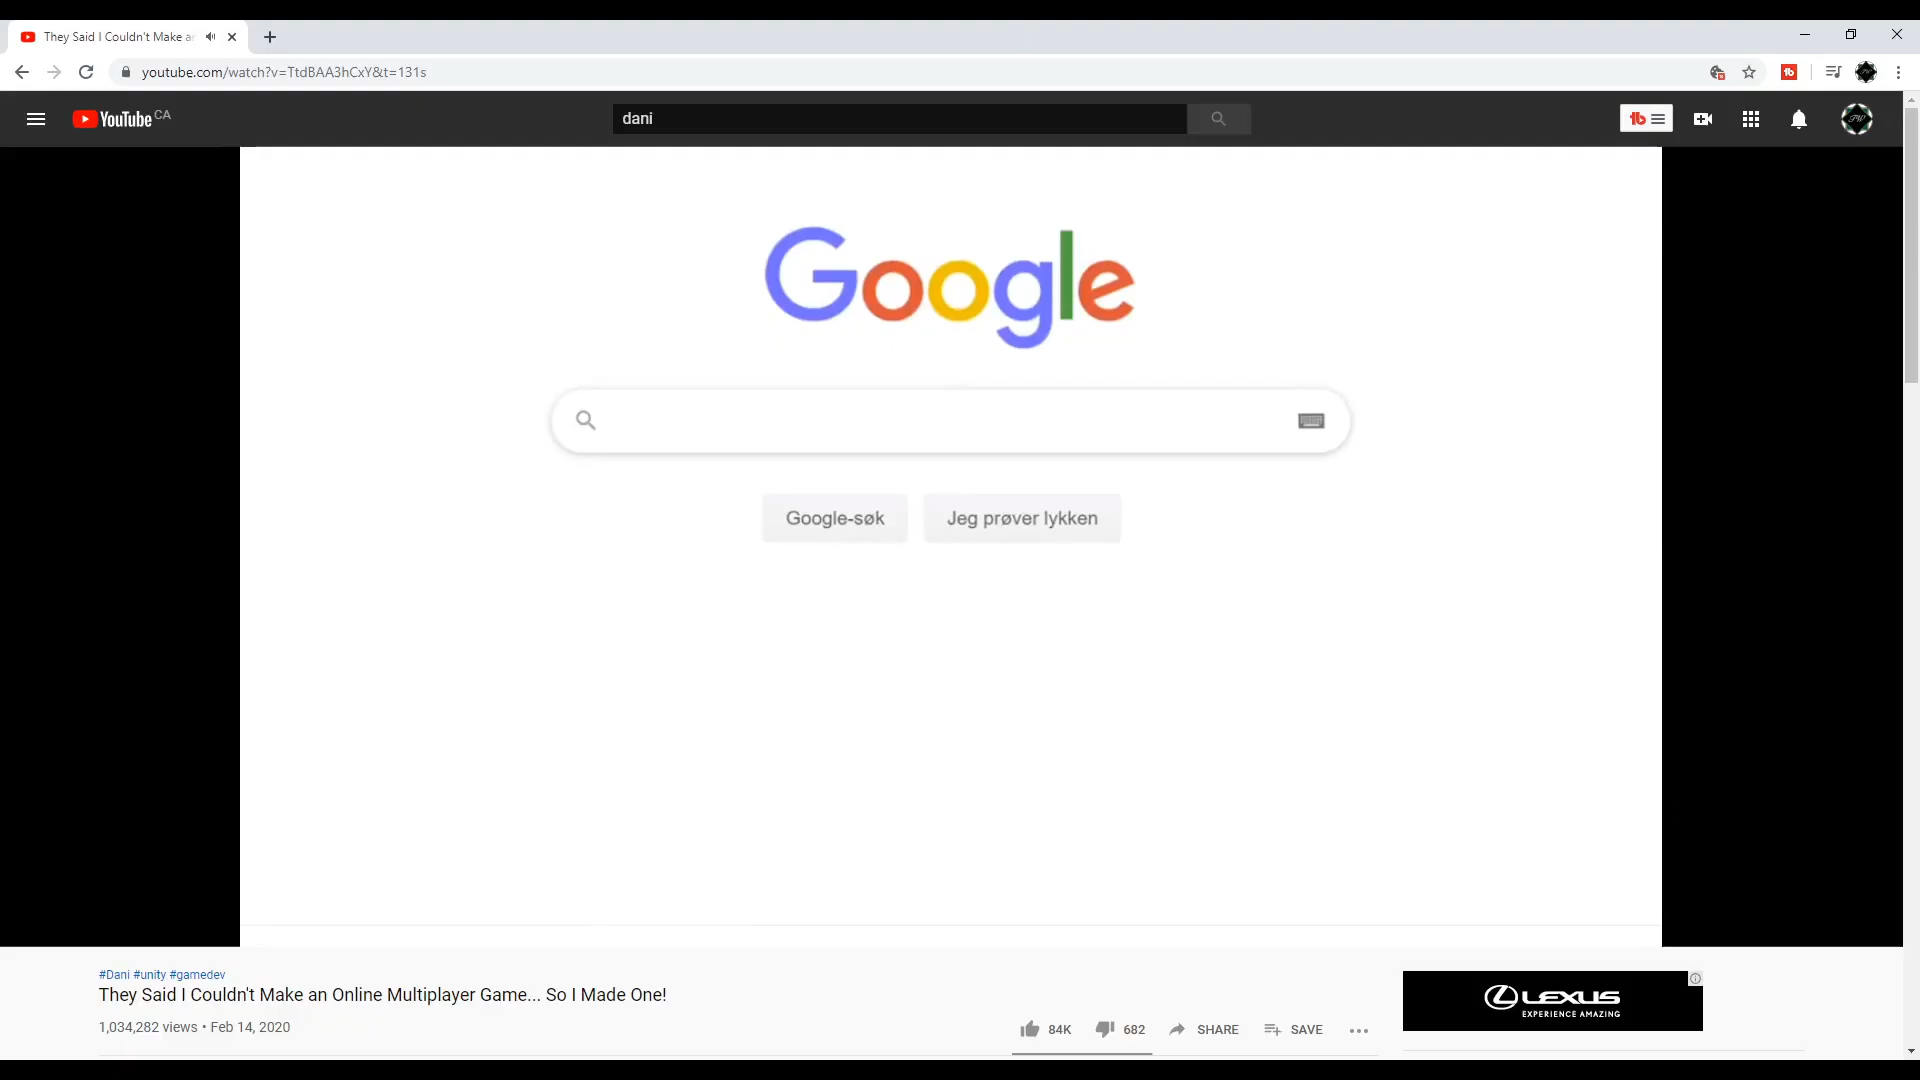 They Said I Couldn't Make ar
youtube.com/watch?v=TtdBAA3hCxY&t=131s
YouTube CA
dani
Google
Google-søk
Jeg prøver lykken
#Dani #unity #gamedev
They Said I Couldn't Make an Online Multiplayer Game... So I Made One!
1,034,282 views • Feb 14, 2020
84K
682
SHARE
SAVE
LEXUS
EXPERIENCE AMAZING